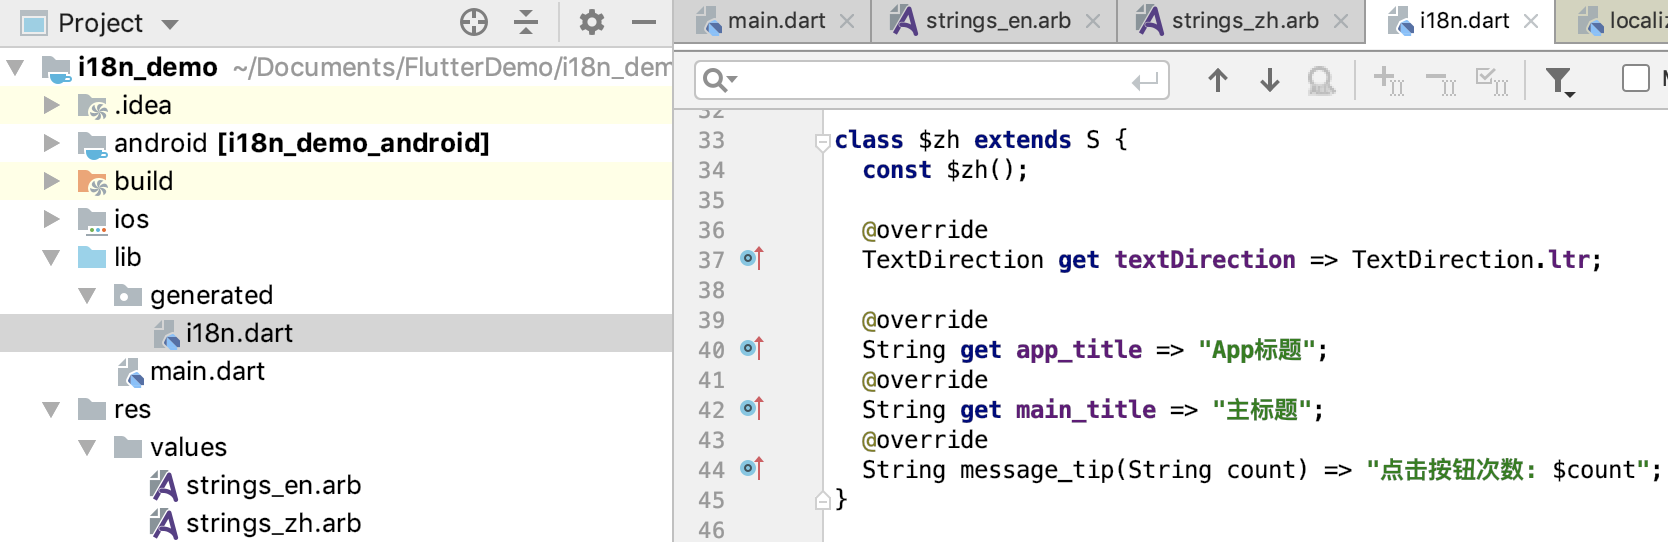 Project
i18n_demo ~/Documents/FlutterDemo/i18n_dem
.idea
android [i18n_demo_android]
build
ios
lib
generated
i18n.dart
main.dart
res
values
strings_en.arb
strings_zh.arb
main.dart strings_en.arb strings_zh.arb i18n.dart locali
32
33 class $zh extends S {
34 const $zh();
35
36 @override
37 TextDirection get textDirection => TextDirection.ltr;
38
39 @override
40 String get app_title => "App标题";
41 @override
42 String get main_title => "主标题";
43 @override
44 String message_tip(String count) => "点击按钮次数: $count";
45 }
46